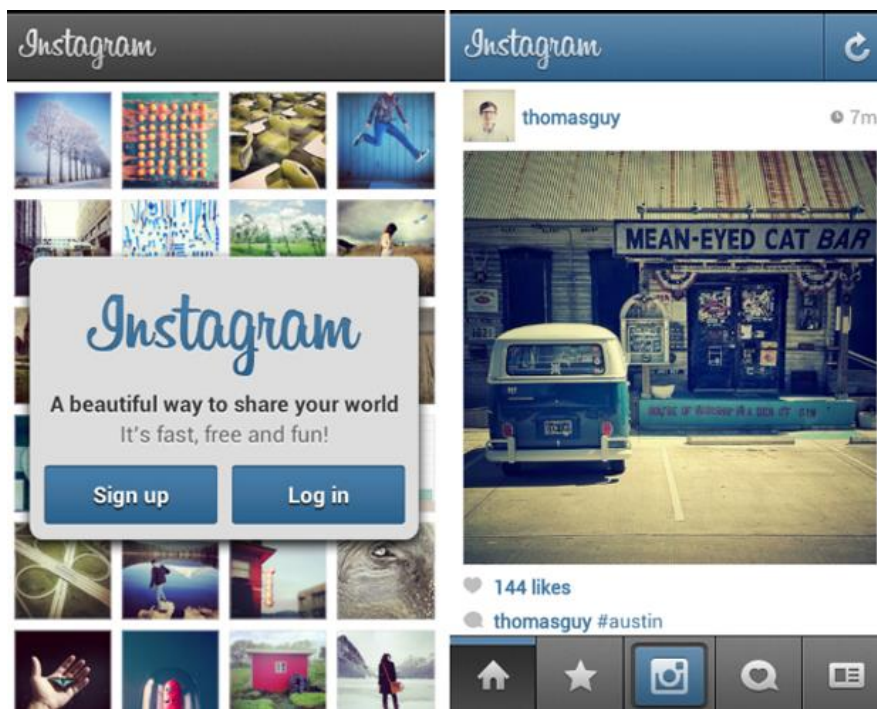 Instagram
Instagram
A beautiful way to share your world
It's fast, free and fun!
Sign up
Log in
Instagram
thomasguy
7m
MEAN-EYED CAT BAR
144 likes
thomasguy #austin